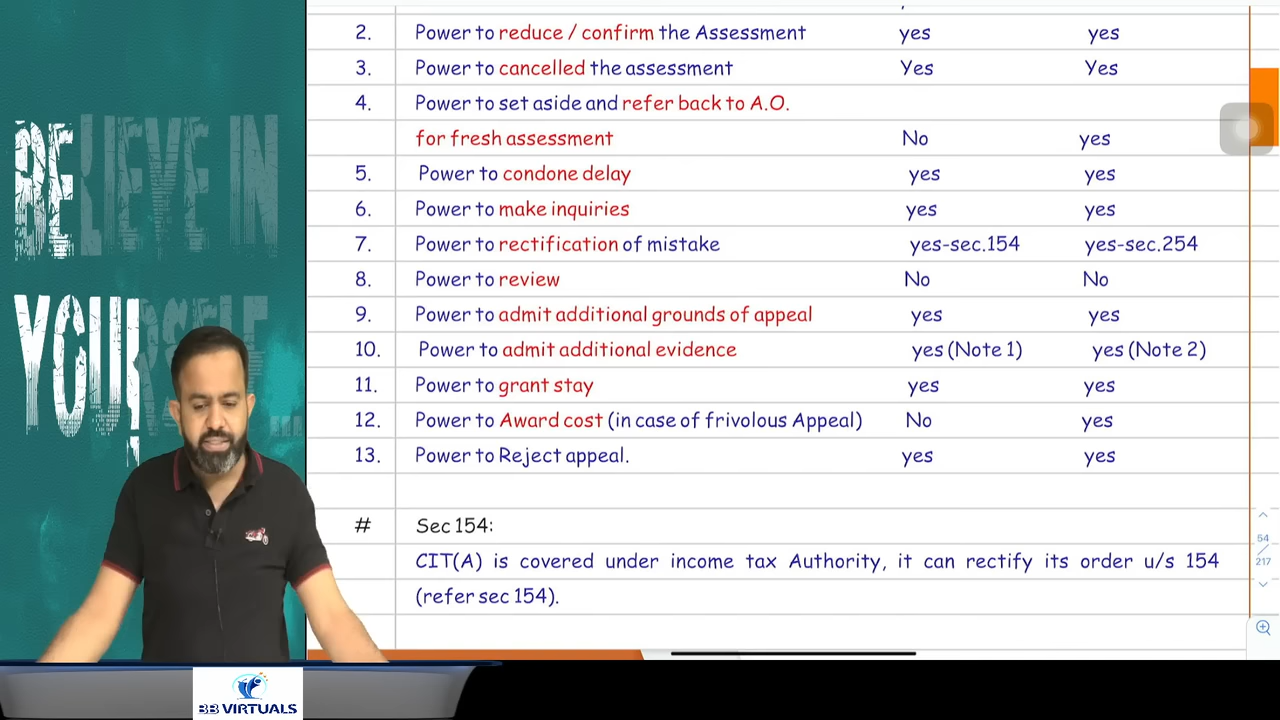 2. Power to reduce / confirm the Assessment yes yes
3. Power to cancelled the assessment Yes Yes
4. Power to set aside and refer back to A.O.
for fresh assessment No yes
5. Power to condone delay yes yes
6. Power to make inquiries yes yes
7. Power to rectification of mistake yes-sec.154 yes-sec.254
8. Power to review No No
9. Power to admit additional grounds of appeal yes yes
10. Power to admit additional evidence yes (Note 1) yes (Note 2)
11. Power to grant stay yes yes
12. Power to Award cost (in case of frivolous Appeal) No yes
13. Power to Reject appeal. yes yes
# Sec 154:
CIT(A) is covered under income tax Authority, it can rectify its order u/s 154
(refer sec 154).
54
217
BELIEVE IN
YOURSELF...
BB VIRTUALS